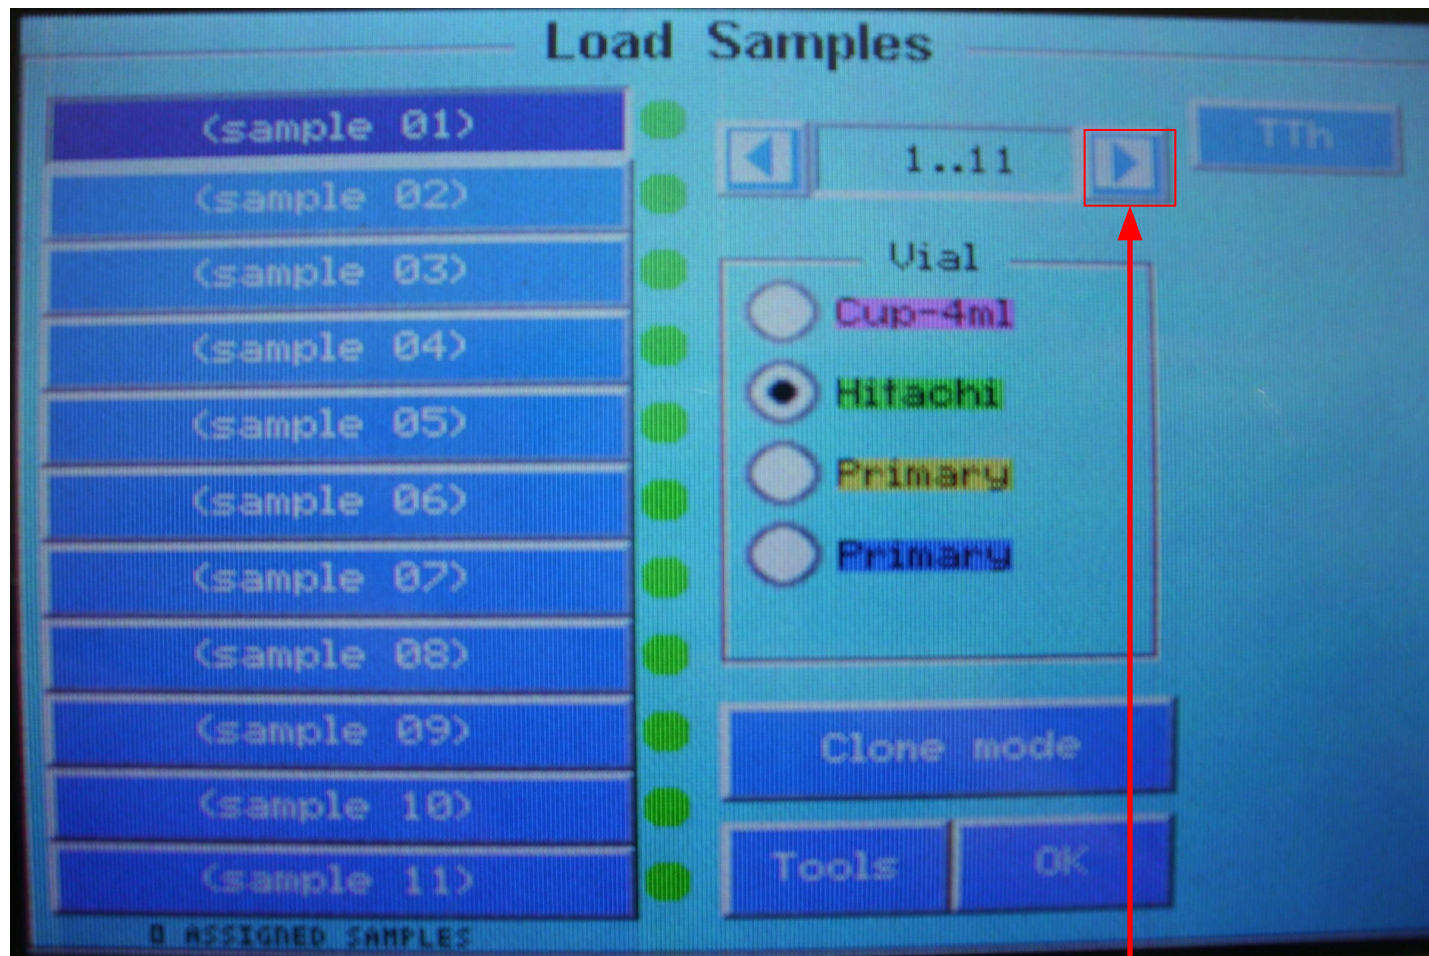 Load Samples
(sample 01)
(sample 02)
(sample 03)
(sample 04)
(sample 05)
(sample 06)
(sample 07)
(sample 08)
(sample 09)
(sample 10)
(sample 11)
0 ASSIGNED SAMPLES
1..11
TTh
Vial
Cup-4ml
Hitachi
Primary
Primary
Clone mode
Tools
OK